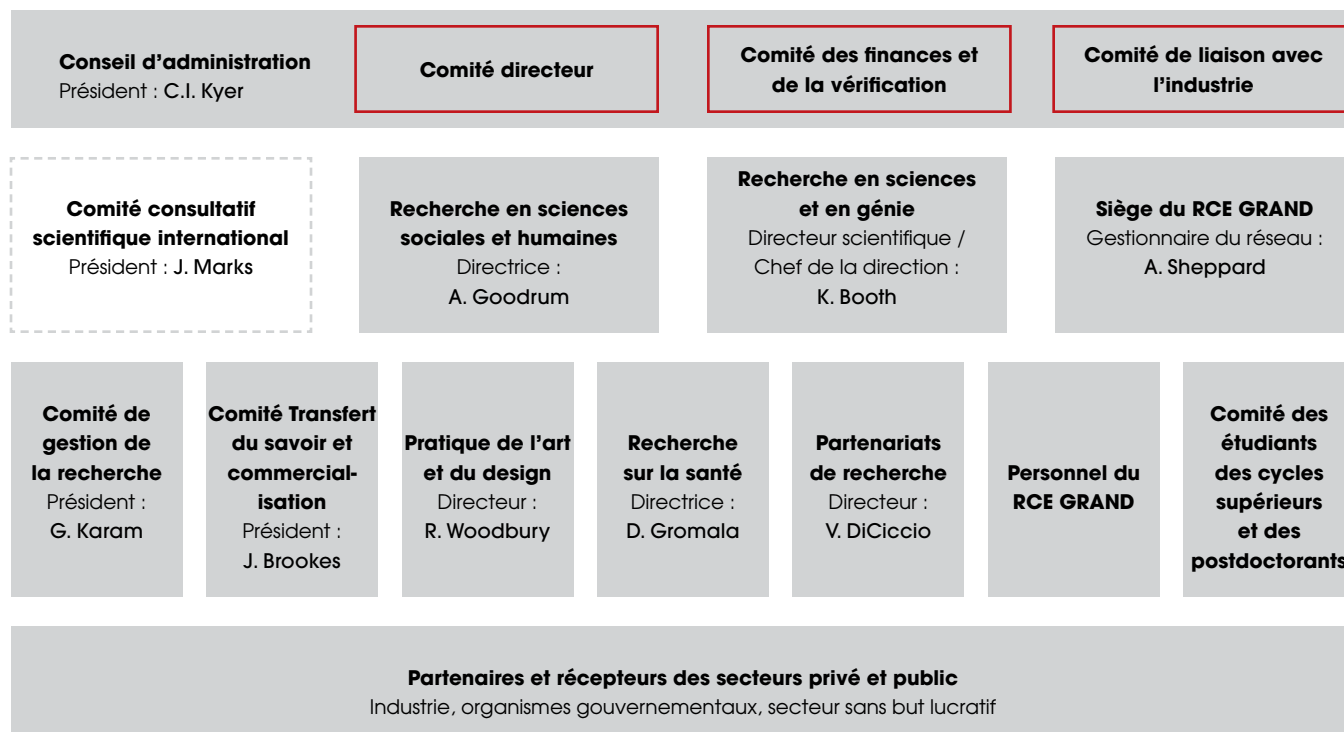 Conseil d’administration
Président : C.I. Kyer
Comité directeur
Comité des finances et
de la vérification
Comité de liaison avec
l’industrie
Comité consultatif
scientifique international
Président : J. Marks
Recherche en sciences
sociales et humaines
Directrice :
A. Goodrum
Recherche en sciences
et en génie
Directeur scientifique /
Chef de la direction :
K. Booth
Siège du RCE GRAND
Gestionnaire du réseau :
A. Sheppard
Comité de
gestion de
la recherche
Président :
G. Karam
Comité Transfert
du savoir et
commercial-
isation
Président :
J. Brookes
Pratique de l’art
et du design
Directeur :
R. Woodbury
Recherche
sur la santé
Directrice :
D. Gromala
Partenariats
de recherche
Directeur :
V. DiCiccio
Personnel du
RCE GRAND
Comité des
étudiants
des cycles
supérieurs
et des
postdoctorants
Partenaires et récepteurs des secteurs privé et public
Industrie, organismes gouvernementaux, secteur sans but lucratif